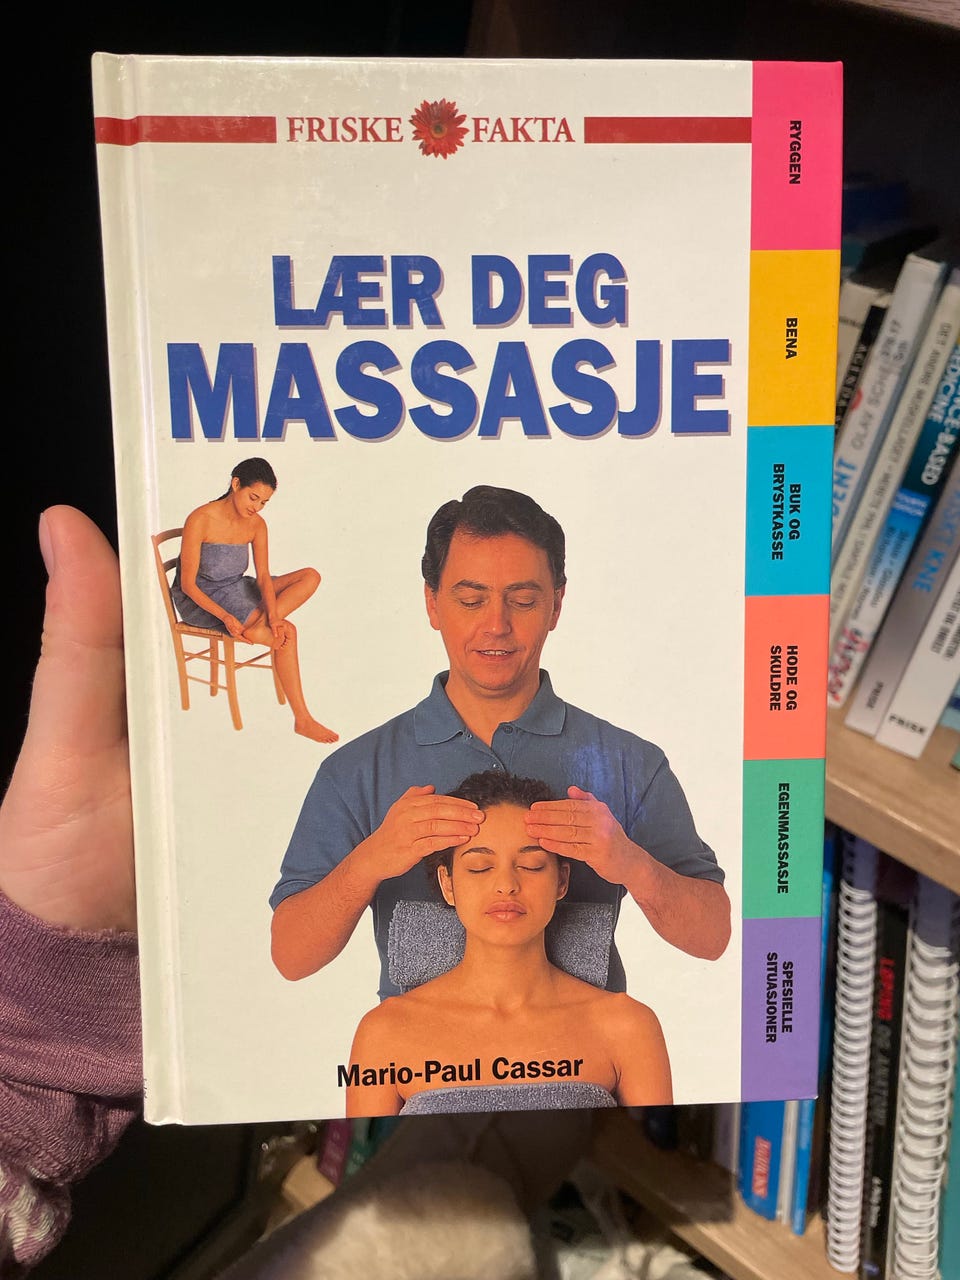 FRISKE FAKTA
LÆR DEG
MASSASJE
Mario-Paul Cassar
RYGGEN
BENA
BUK OG
BRYSTKASSE
HODE OG
SKULDRE
EGENMASSASJE
SPESIELLE
SITUASJONER